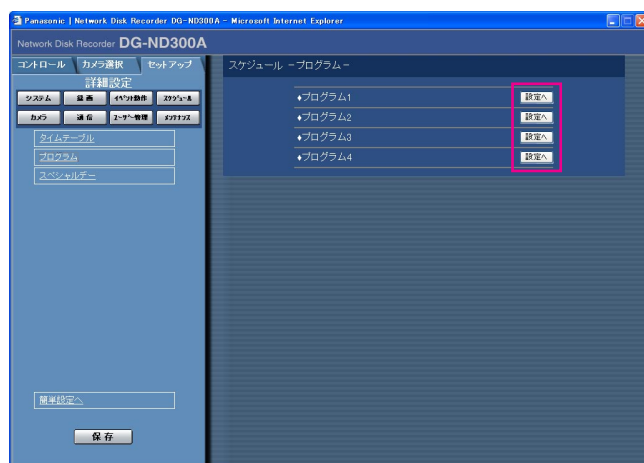 Panasonic | Network Disk Recorder DG-ND300A - Microsoft Internet Explorer
Network Disk Recorder DG-ND300A
コントロール カメラ選択 セットアップ
詳細設定
システム 録画 イベント動作 スケジュール
カメラ 通信 ユーザー管理 メンテナンス
タイムテーブル
プログラム
スペシャルデー
簡単設定へ
保存
スケジュール －プログラム－
♦プログラム1 設定へ
♦プログラム2 設定へ
♦プログラム3 設定へ
♦プログラム4 設定へ